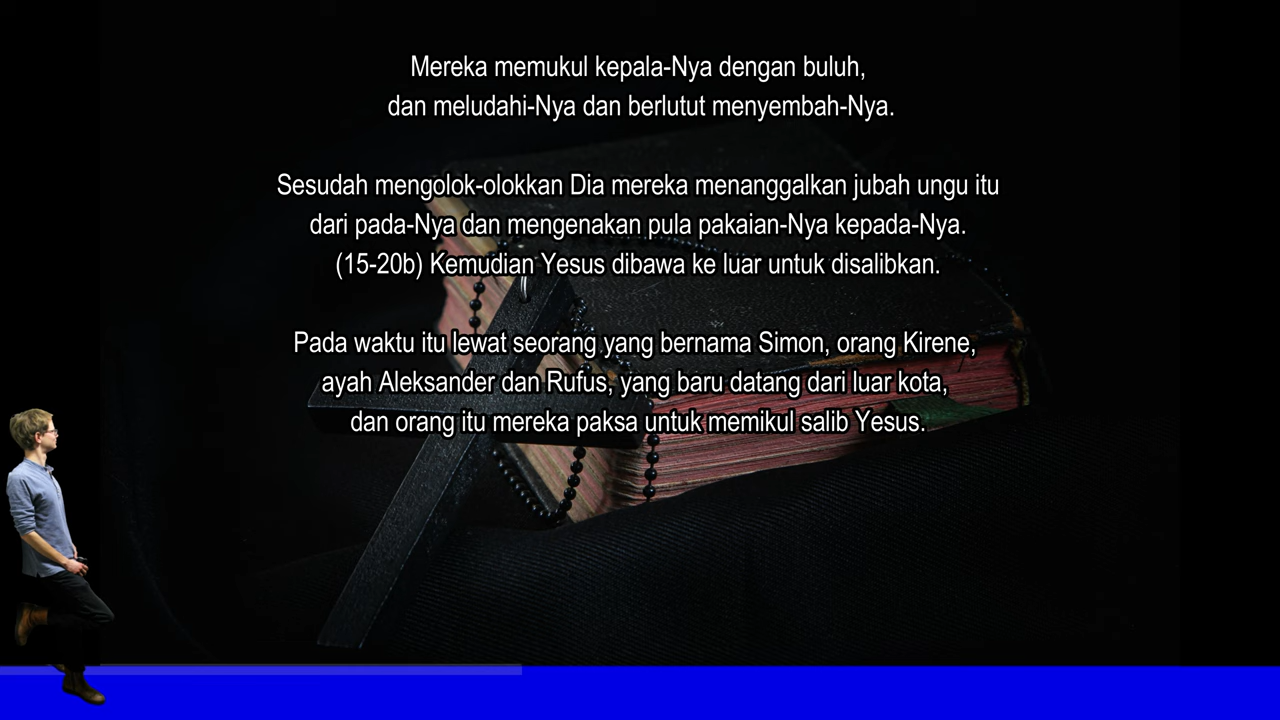 Mereka memukul kepala-Nya dengan buluh,
dan meludahi-Nya dan berlutut menyembah-Nya.
Sesudah mengolok-olokkan Dia mereka menanggalkan jubah ungu itu
dari pada-Nya dan mengenakan pula pakaian-Nya kepada-Nya.
(15-20b) Kemudian Yesus dibawa ke luar untuk disalibkan.
Pada waktu itu lewat seorang yang bernama Simon, orang Kirene,
ayah Aleksander dan Rufus, yang baru datang dari luar kota,
dan orang itu mereka paksa untuk memikul salib Yesus.